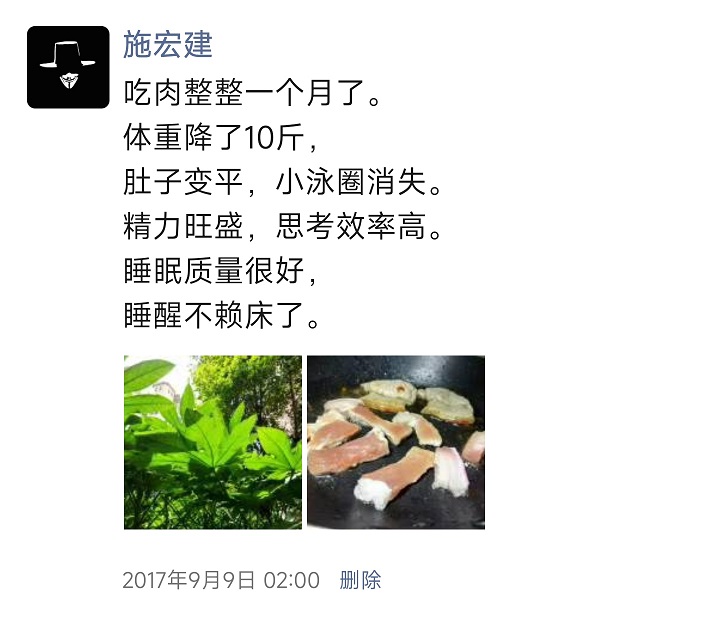 施宏建
吃肉整整一个月了。
体重降了10斤，
肚子变平，小泳圈消失。
精力旺盛，思考效率高。
睡眠质量很好，
睡醒不赖床了。
2017年9月9日 02:00 删除